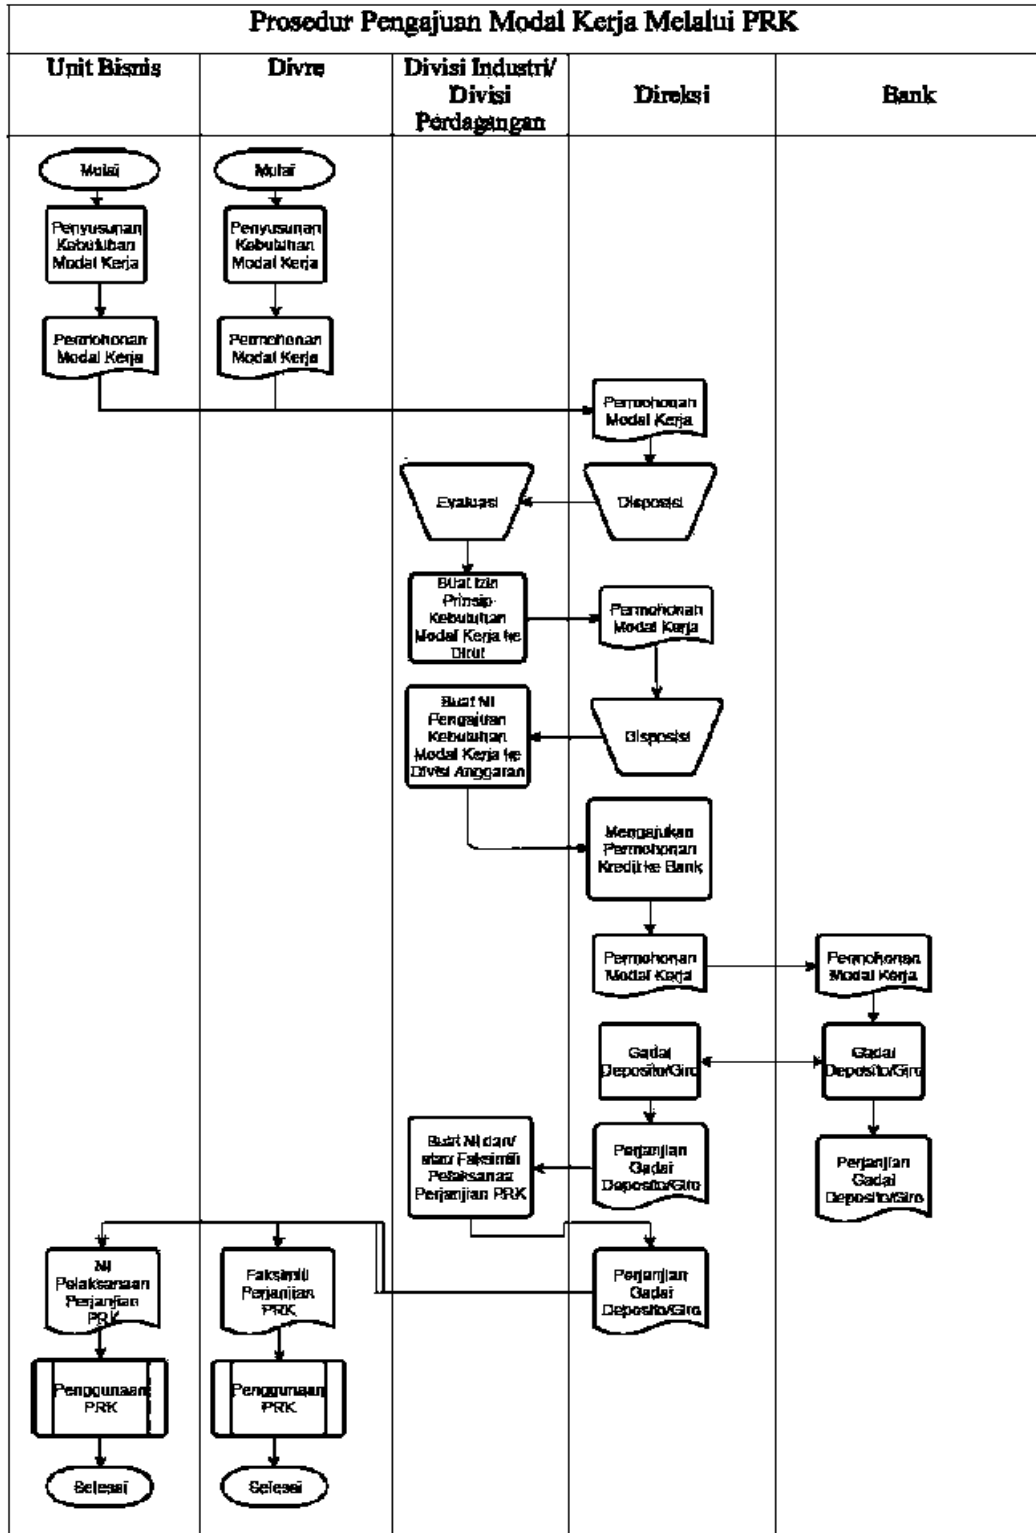 Prosedur Pengajuan Modal Kerja Melalui PRK
Unit Bisnis
Divre
Divisi Industri/
Divisi
Perdagangan
Direksi
Bank
Mulai
Mulai
Penyusunan
Kebutuhan
Modal Kerja
Penyusunan
Kebutuhan
Modal Kerja
Permohonan
Modal Kerja
Permohonan
Modal Kerja
Permohonan
Modal Kerja
Evaluasi
Disposisi
Buat Izin
Prinsip
Kebutuhan
Modal Kerja ke
Dirut
Permohonan
Modal Kerja
Buat NI
Pengajuan
Kebutuhan
Modal Kerja ke
Divisi Anggaran
Disposisi
Mengajukan
Permohonan
Kredit ke Bank
Permohonan
Modal Kerja
Permohonan
Modal Kerja
Gadai
Deposito/Giro
Gadai
Deposito/Giro
Buat NI dan/
atau Faksimili
Pelaksanaa
Perjanjian PRK
Perjanjian
Gadai
Deposito/Giro
Perjanjian
Gadai
Deposito/Giro
NI
Pelaksanaan
Perjanjian
PRK
Faksimili
Perjanjian
PRK
Perjanjian
Gadai
Deposito/Giro
Penggunaan
PRK
Penggunaan
PRK
Selesai
Selesai